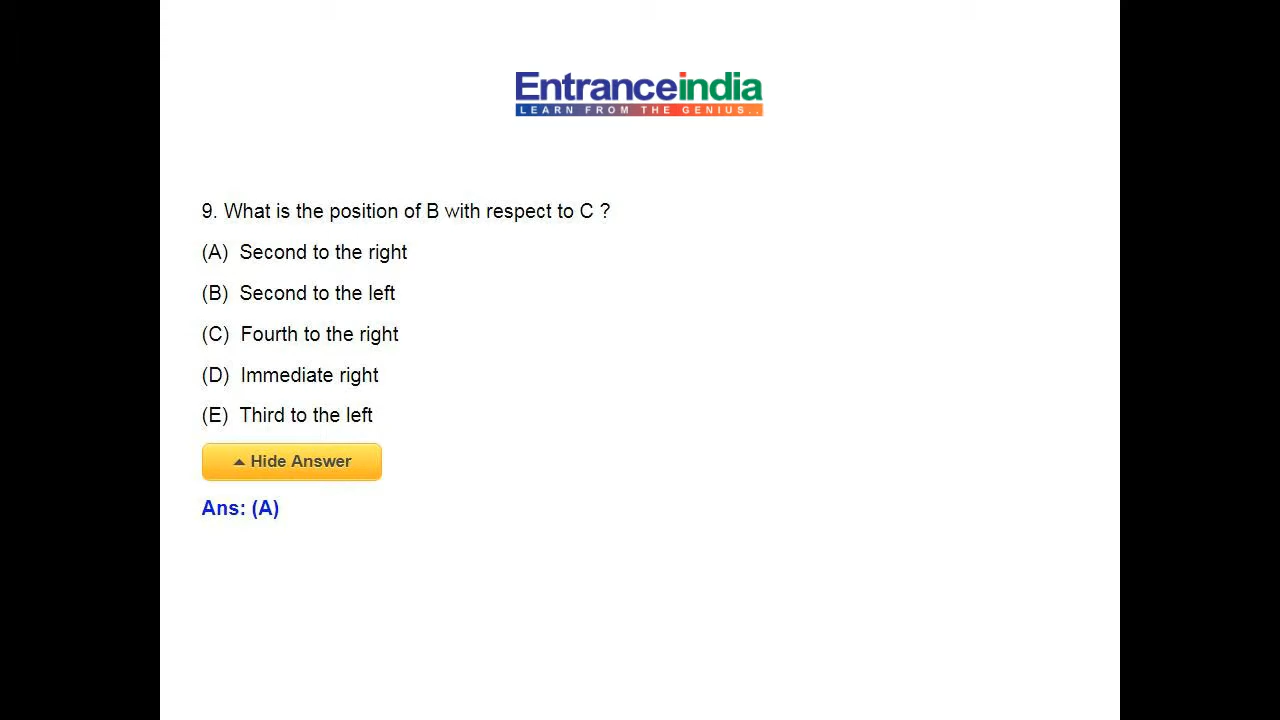 Entranceindia
LEARN FROM THE GENIUS..
9. What is the position of B with respect to C ?
(A) Second to the right
(B) Second to the left
(C) Fourth to the right
(D) Immediate right
(E) Third to the left
Hide Answer
Ans: (A)